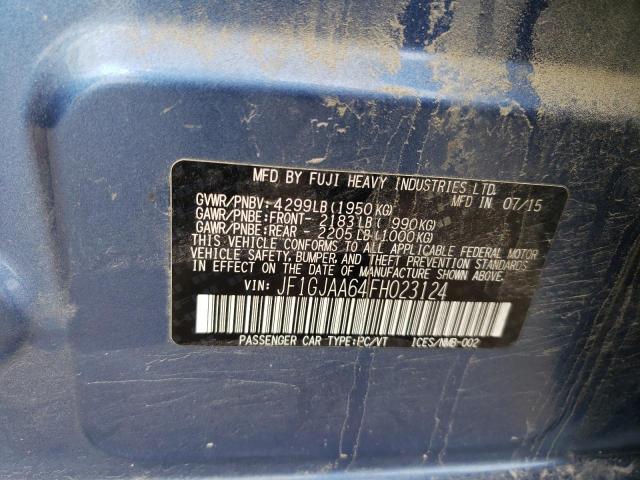 MFD BY FUJI HEAVY INDUSTRIES LTD.
MFD IN 07/15
GVWR/PNBV: 4299LB(1950KG)
GAWR/PNBE:FRONT- 2183LB( 990KG)
GAWR/PNBE:REAR - 2205LB(1000KG)
THIS VEHICLE CONFORMS TO ALL APPLICABLE FEDERAL MOTOR
VEHICLE SAFETY, BUMPER, AND THEFT PREVENTION STANDARDS
IN EFFECT ON THE DATE OF MANUFACTURE SHOWN ABOVE.
VIN: JF1GJAA64FH023124
PASSENGER CAR TYPE:PC/VT ICES/NMB-002